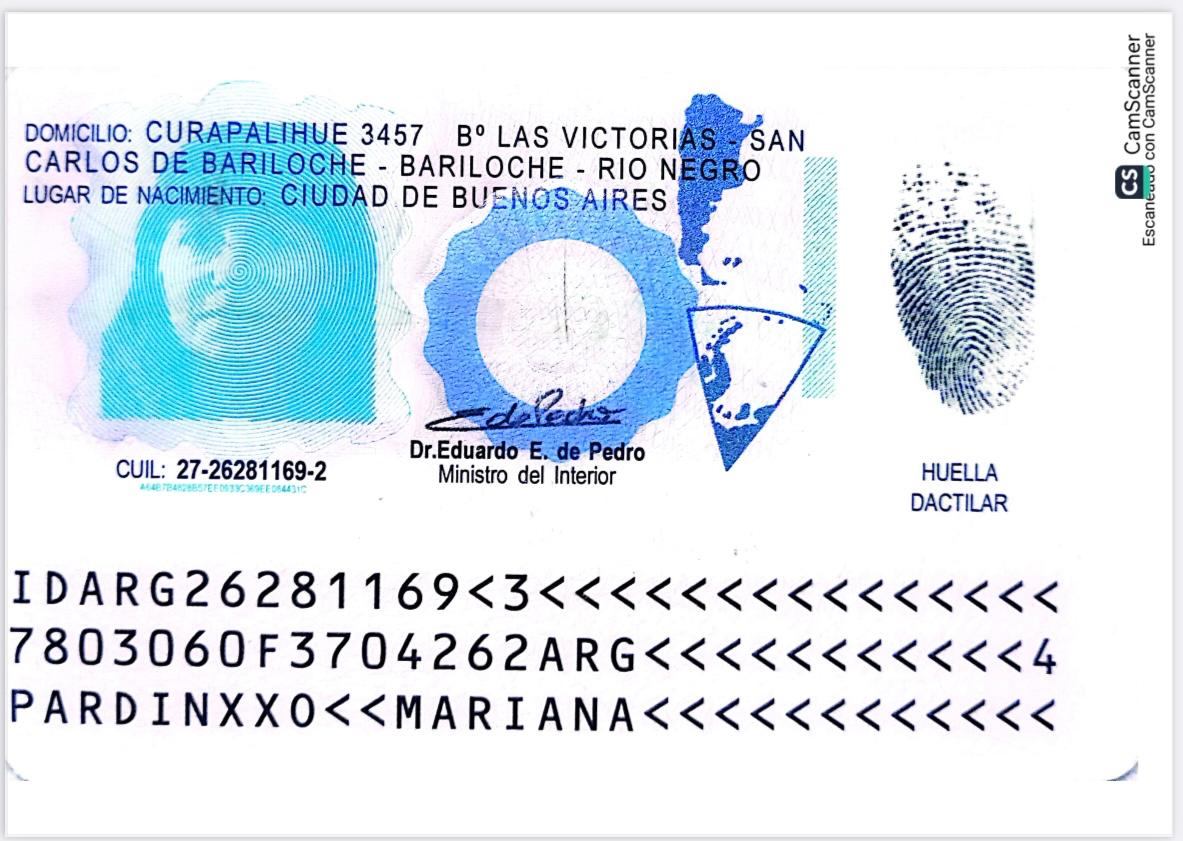 DOMICILIO: CURAPALIHUE 3457 Bº LAS VICTORIAS - SAN
CARLOS DE BARILOCHE - BARILOCHE - RIO NEGRO
LUGAR DE NACIMIENTO: CIUDAD DE BUENOS AIRES
CUIL: 27-26281169-2
Dr.Eduardo E. de Pedro
Ministro del Interior
HUELLA
DACTILAR
IDARG26281169<3<<<<<<<<<<<<<<<
7803060F3704262ARG<<<<<<<<<<<4
PARDINXXO<<MARIANA<<<<<<<<<<<<
CS CamScanner
Escaneado con CamScanner